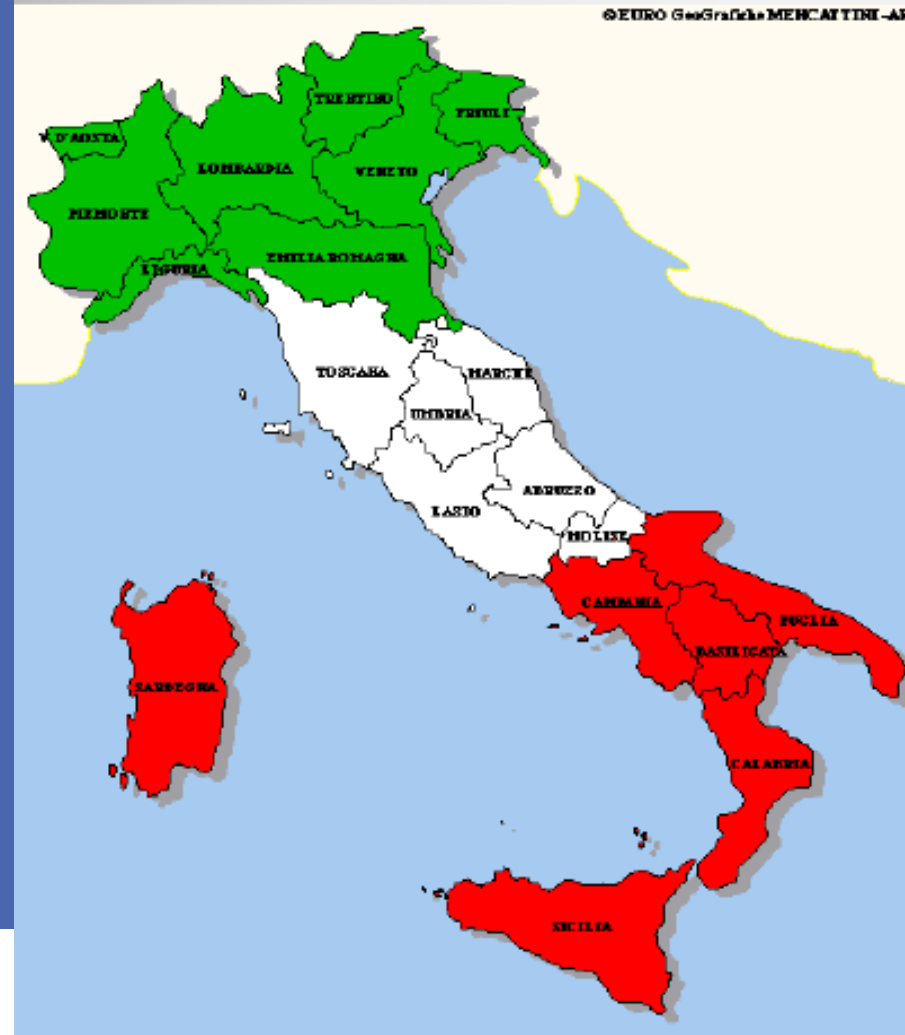 ©EURO GeoGrafiche MENCATTINI-AR
TRENTINO
FRIULI
V. D'AOSTA
LOMBARDIA
VENETO
PIEMONTE
EMILIA ROMAGNA
LIGURIA
TOSCANA
MARCHE
UMBRIA
ABRUZZO
LAZIO
MOLISE
CAMPANIA
PUGLIA
BASILICATA
SARDEGNA
CALABRIA
SICILIA